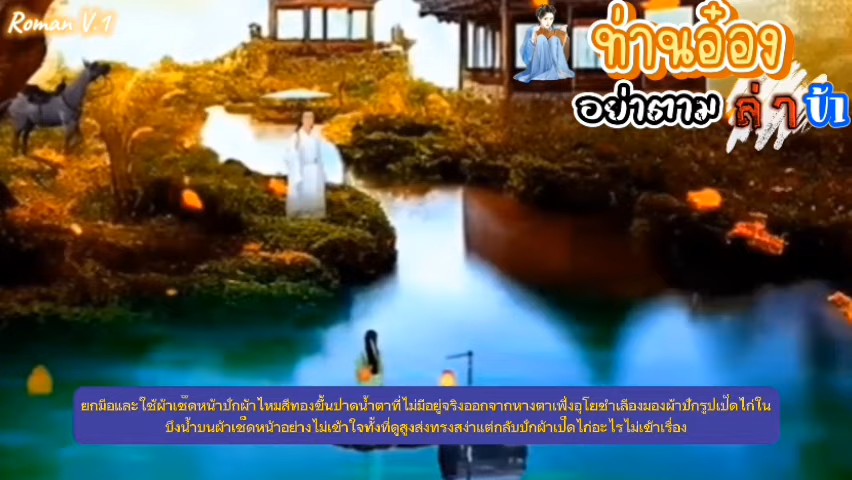 Roman V.1
ท่านอ๋อง
อย่าตาม ล่า ข้า
ยกมือและใช้ผ้าเช็ดหน้าปักผ้าไหมสีทองขึ้นปาดน้ำตาที่ไม่มีอยู่จริงออกจากหางตาเฟิ่งอุโยชำเลืองมองผ้าปักรูปเป็ดไก่ใน
บึงน้ำบนผ้าเช็ดหน้าอย่างไม่เข้าใจทั้งที่ดูสูงส่งทรงสง่าแต่กลับปักผ้าเป็ดไก่อะไรไม่เข้าเรื่อง